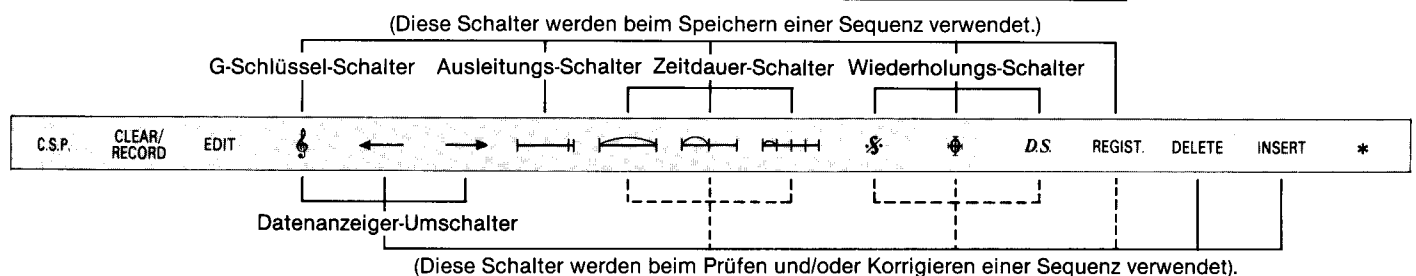 (Diese Schalter werden beim Speichern einer Sequenz verwendet.)
G-Schlüssel-Schalter Ausleitungs-Schalter Zeitdauer-Schalter Wiederholungs-Schalter
C.S.P. CLEAR/RECORD EDIT D.S. REGIST. DELETE INSERT *
Datenanzeiger-Umschalter
(Diese Schalter werden beim Prüfen und/oder Korrigieren einer Sequenz verwendet).